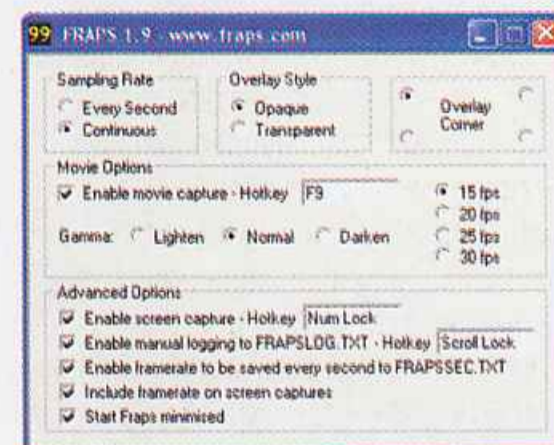 99 FRAPS 1.9 - www.fraps.com
Sampling Rate
Every Second
Continuous
Overlay Style
Opaque
Transparent
Overlay
Corner
Movie Options
Enable movie capture - Hotkey F9
15 fps
20 fps
25 fps
30 fps
Gamma: Lighten Normal Darken
Advanced Options
Enable screen capture - Hotkey Num Lock
Enable manual logging to FRAPSLOG.TXT - Hotkey Scroll Lock
Enable framerate to be saved every second to FRAPSSEC.TXT
Include framerate on screen captures
Start Fraps minimised